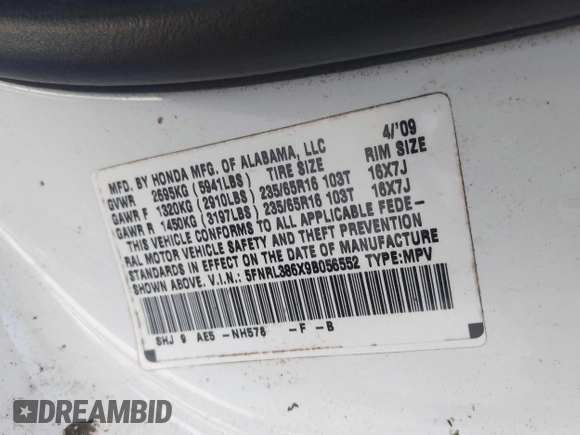 MFD. BY HONDA MFG. OF ALABAMA, LLC 4/'09
GVWR 2695KG (5941LBS) TIRE SIZE RIM SIZE
GAWR F 1320KG (2910LBS) 235/65R16 103T 16X7J
GAWR R 1450KG (3197LBS) 235/65R16 103T 16X7J
THIS VEHICLE CONFORMS TO ALL APPLICABLE FEDE-
RAL MOTOR VEHICLE SAFETY AND THEFT PREVENTION
STANDARDS IN EFFECT ON THE DATE OF MANUFACTURE
SHOWN ABOVE. V.I.N.: 5FNRL386X9B056552 TYPE:MPV
SHJ 9 AE5 -NH578 -F -B
DREAMBID